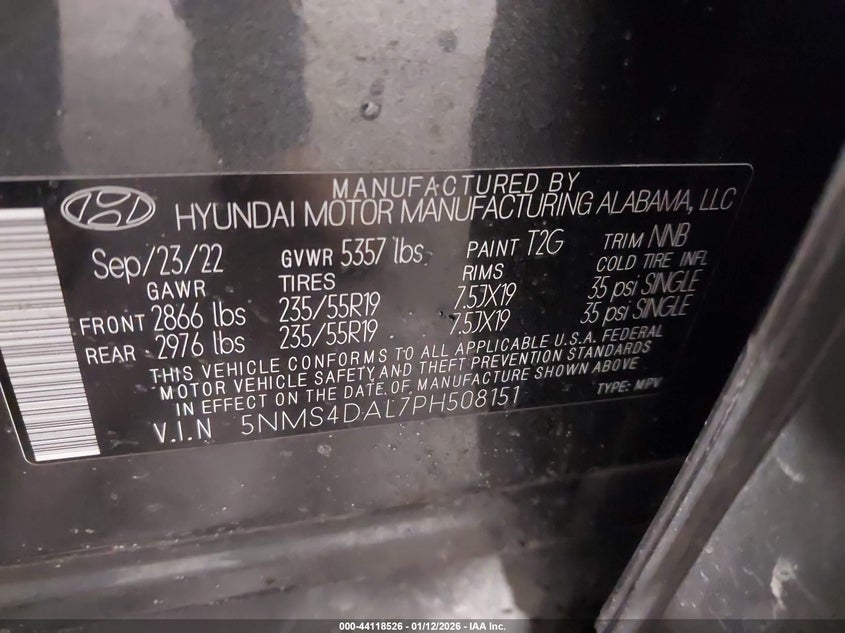 MANUFACTURED BY
HYUNDAI MOTOR MANUFACTURING ALABAMA, LLC
Sep/23/22 GVWR 5357 lbs. PAINT T2G TRIM NNB
GAWR TIRES RIMS COLD TIRE INFL
FRONT 2866 lbs 235/55R19 7.5JX19 35 psi SINGLE
REAR 2976 lbs 235/55R19 7.5JX19 35 psi SINGLE
THIS VEHICLE CONFORMS TO ALL APPLICABLE U.S.A. FEDERAL
MOTOR VEHICLE SAFETY AND THEFT PREVENTION STANDARDS
IN EFFECT ON THE DATE OF MANUFACTURE SHOWN ABOVE
V.I.N 5NMS4DAL7PH508151 TYPE: MPV
000-44118526 - 01/12/2026 - IAA Inc.